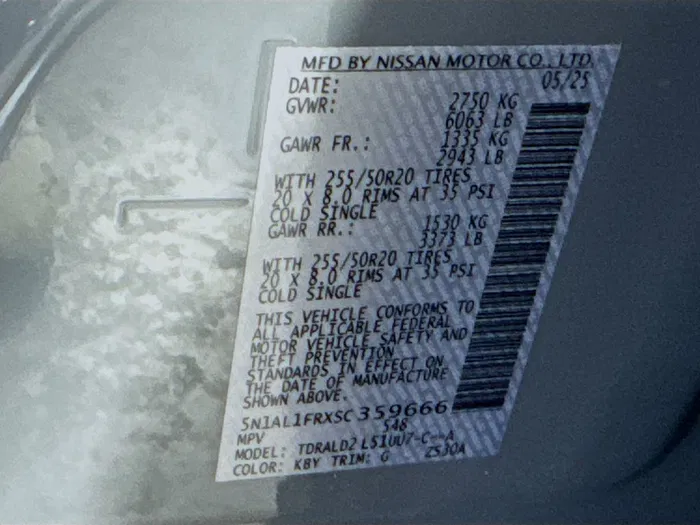 MFD BY NISSAN MOTOR CO., LTD.
DATE: 05/25
GVWR: 2750 KG
6063 LB
GAWR FR.: 1335 KG
2943 LB
WITH 255/50R20 TIRES
20 X 8.0 RIMS AT 35 PSI
COLD SINGLE
GAWR RR.: 1530 KG
3373 LB
WITH 255/50R20 TIRES
20 X 8.0 RIMS AT 35 PSI
COLD SINGLE
THIS VEHICLE CONFORMS TO
ALL APPLICABLE FEDERAL
MOTOR VEHICLE SAFETY AND
THEFT PREVENTION
STANDARDS IN EFFECT ON
THE DATE OF MANUFACTURE
SHOWN ABOVE.
5N1AL1FRXSC359666
MPV 548
MODEL: TDRALD2L51UU7-C--A
COLOR: KBY TRIM: G ZS30A